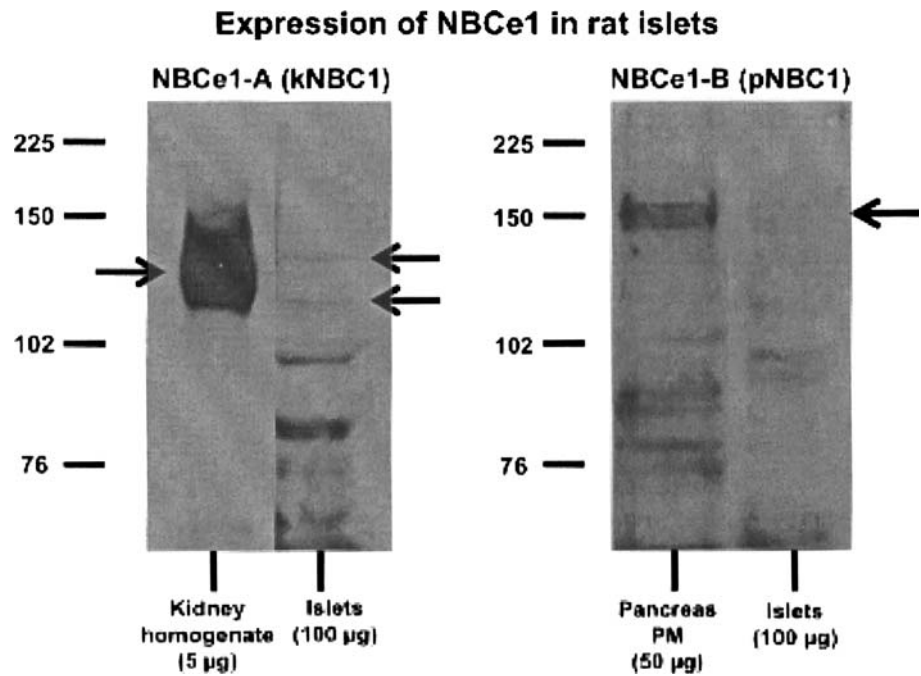 Expression of NBCe1 in rat islets
NBCe1-A (kNBC1)
225
150
102
76
Kidney
homogenate
(5 µg)
Islets
(100 µg)
NBCe1-B (pNBC1)
225
150
102
76
Pancreas
PM
(50 µg)
Islets
(100 µg)